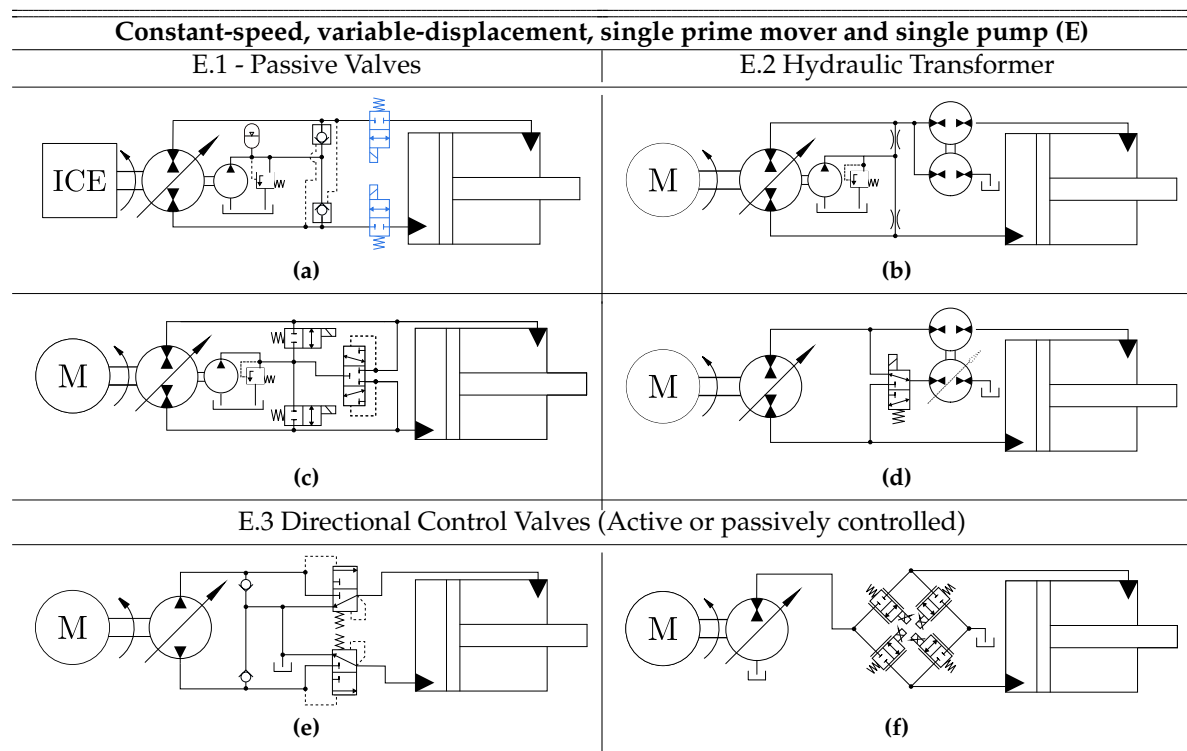 Constant-speed, variable-displacement, single prime mover and single pump (E)
E.1 - Passive Valves
E.2 Hydraulic Transformer
ICE
(a)
M
(b)
M
(c)
M
(d)
E.3 Directional Control Valves (Active or passively controlled)
M
(e)
M
(f)